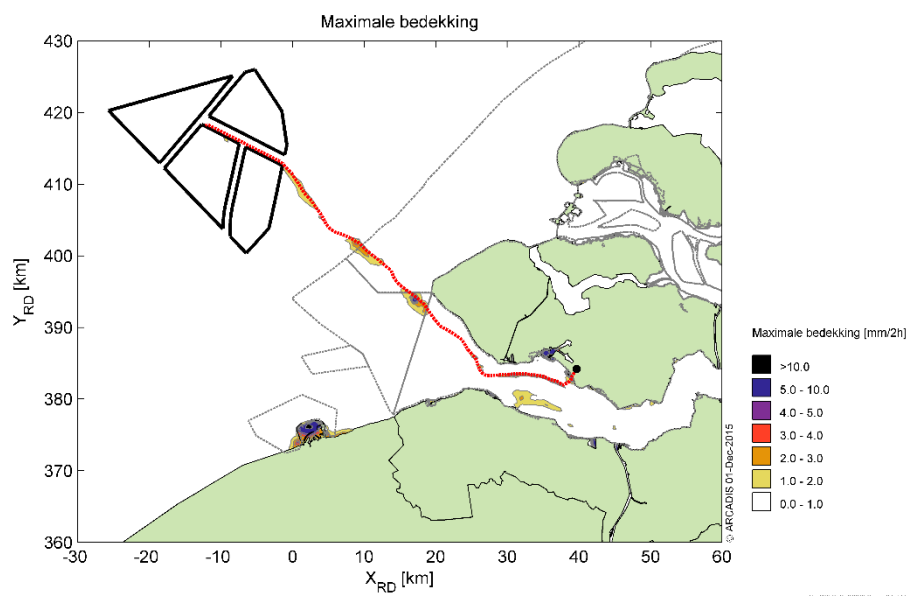 Maximale bedekking
430
420
410
400
390
380
370
360
Y_RD [km]
-30
-20
-10
0
10
20
30
40
50
60
X_RD [km]
Maximale bedekking [mm/2h]
>10.0
5.0 - 10.0
4.0 - 5.0
3.0 - 4.0
2.0 - 3.0
1.0 - 2.0
0.0 - 1.0
© ARCADIS 01-Dec-2015